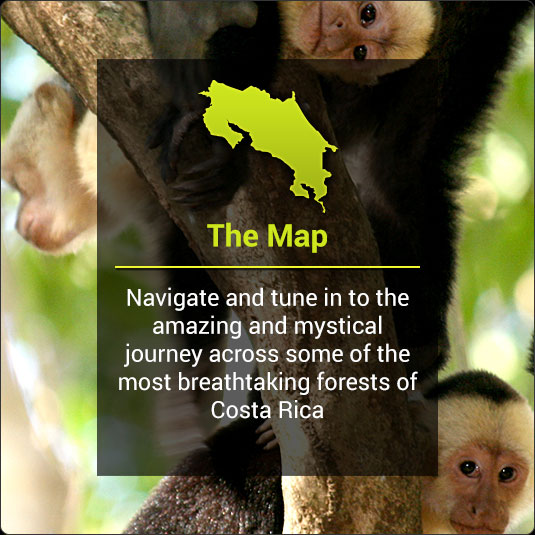 The Map
Navigate and tune in to the
amazing and mystical
journey across some of the
most breathtaking forests of
Costa Rica